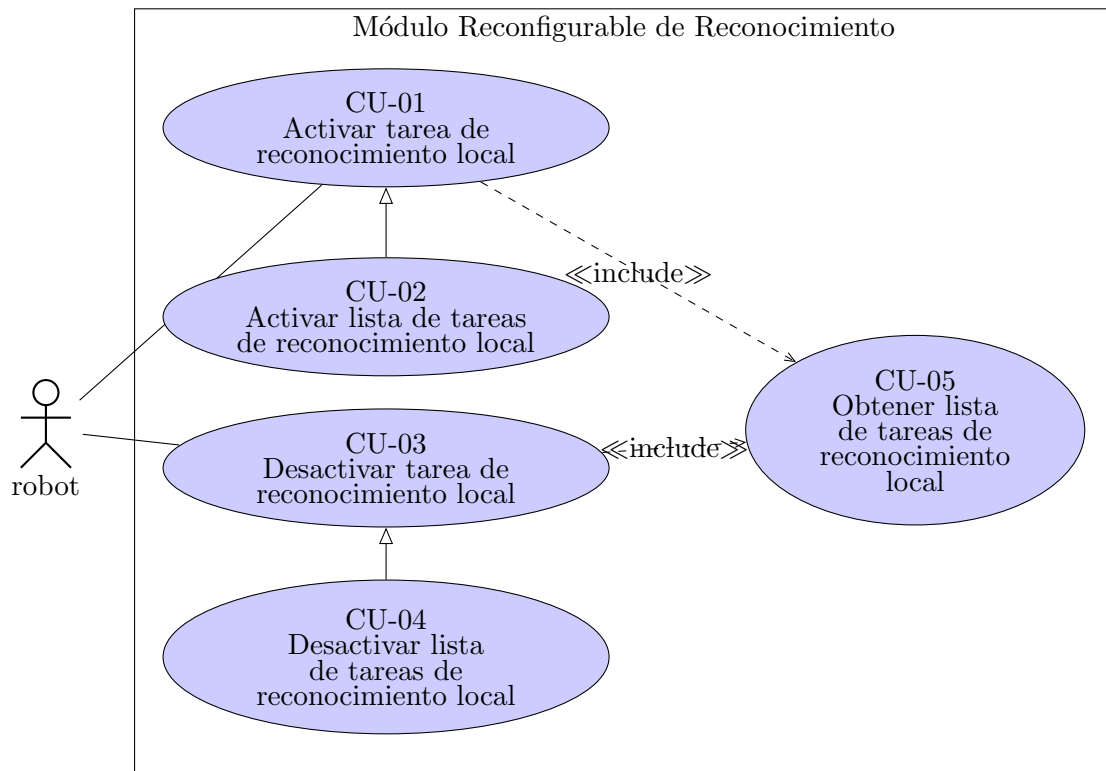 Módulo Reconfigurable de Reconocimiento
CU-01
Activar tarea de
reconocimiento local
CU-02
Activar lista de tareas
de reconocimiento local
≪include≫
CU-03
Desactivar tarea de
reconocimiento local
≪include≫
CU-04
Desactivar lista
de tareas de
reconocimiento local
CU-05
Obtener lista
de tareas de
reconocimiento
local
robot